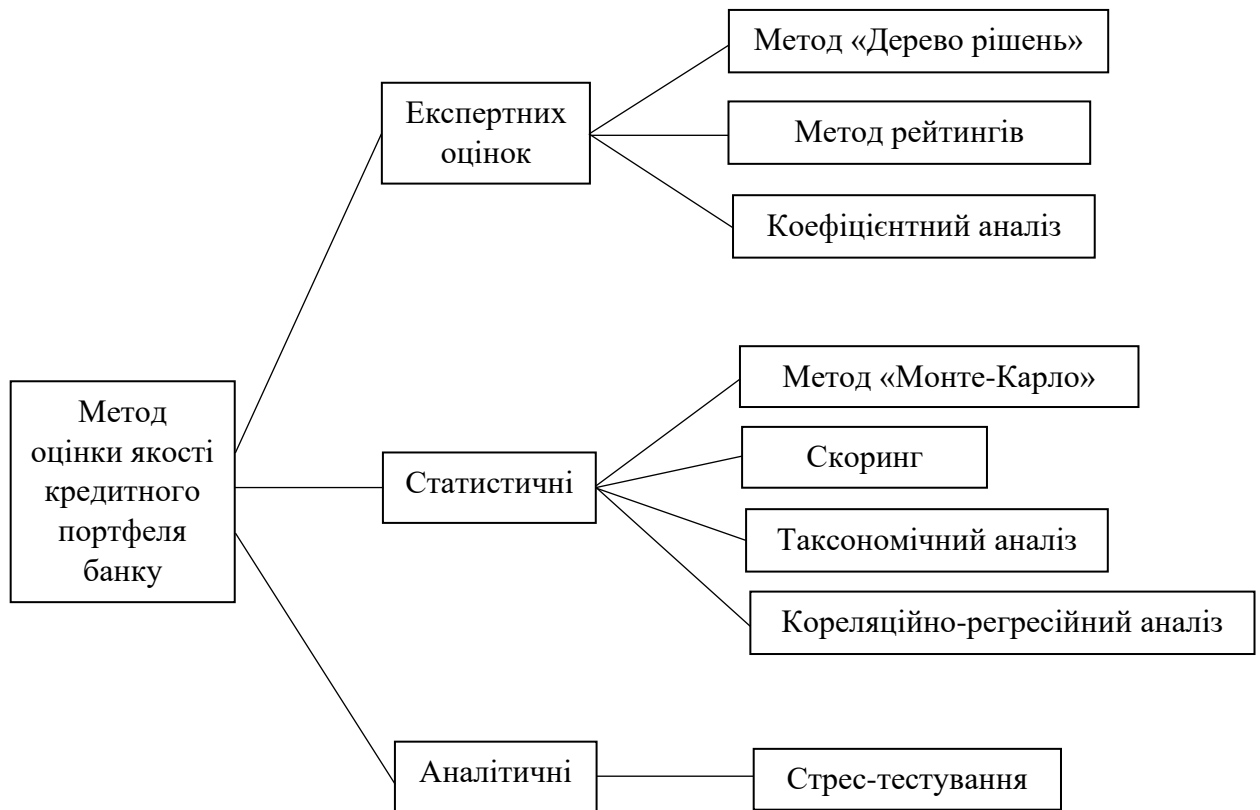 Метод
оцінки якості
кредитного
портфеля
банку
Експертних
оцінок
Метод «Дерево рішень»
Метод рейтингів
Коефіцієнтний аналіз
Статистичні
Метод «Монте-Карло»
Скоринг
Таксономічний аналіз
Кореляційно-регресійний аналіз
Аналітичні
Стрес-тестування